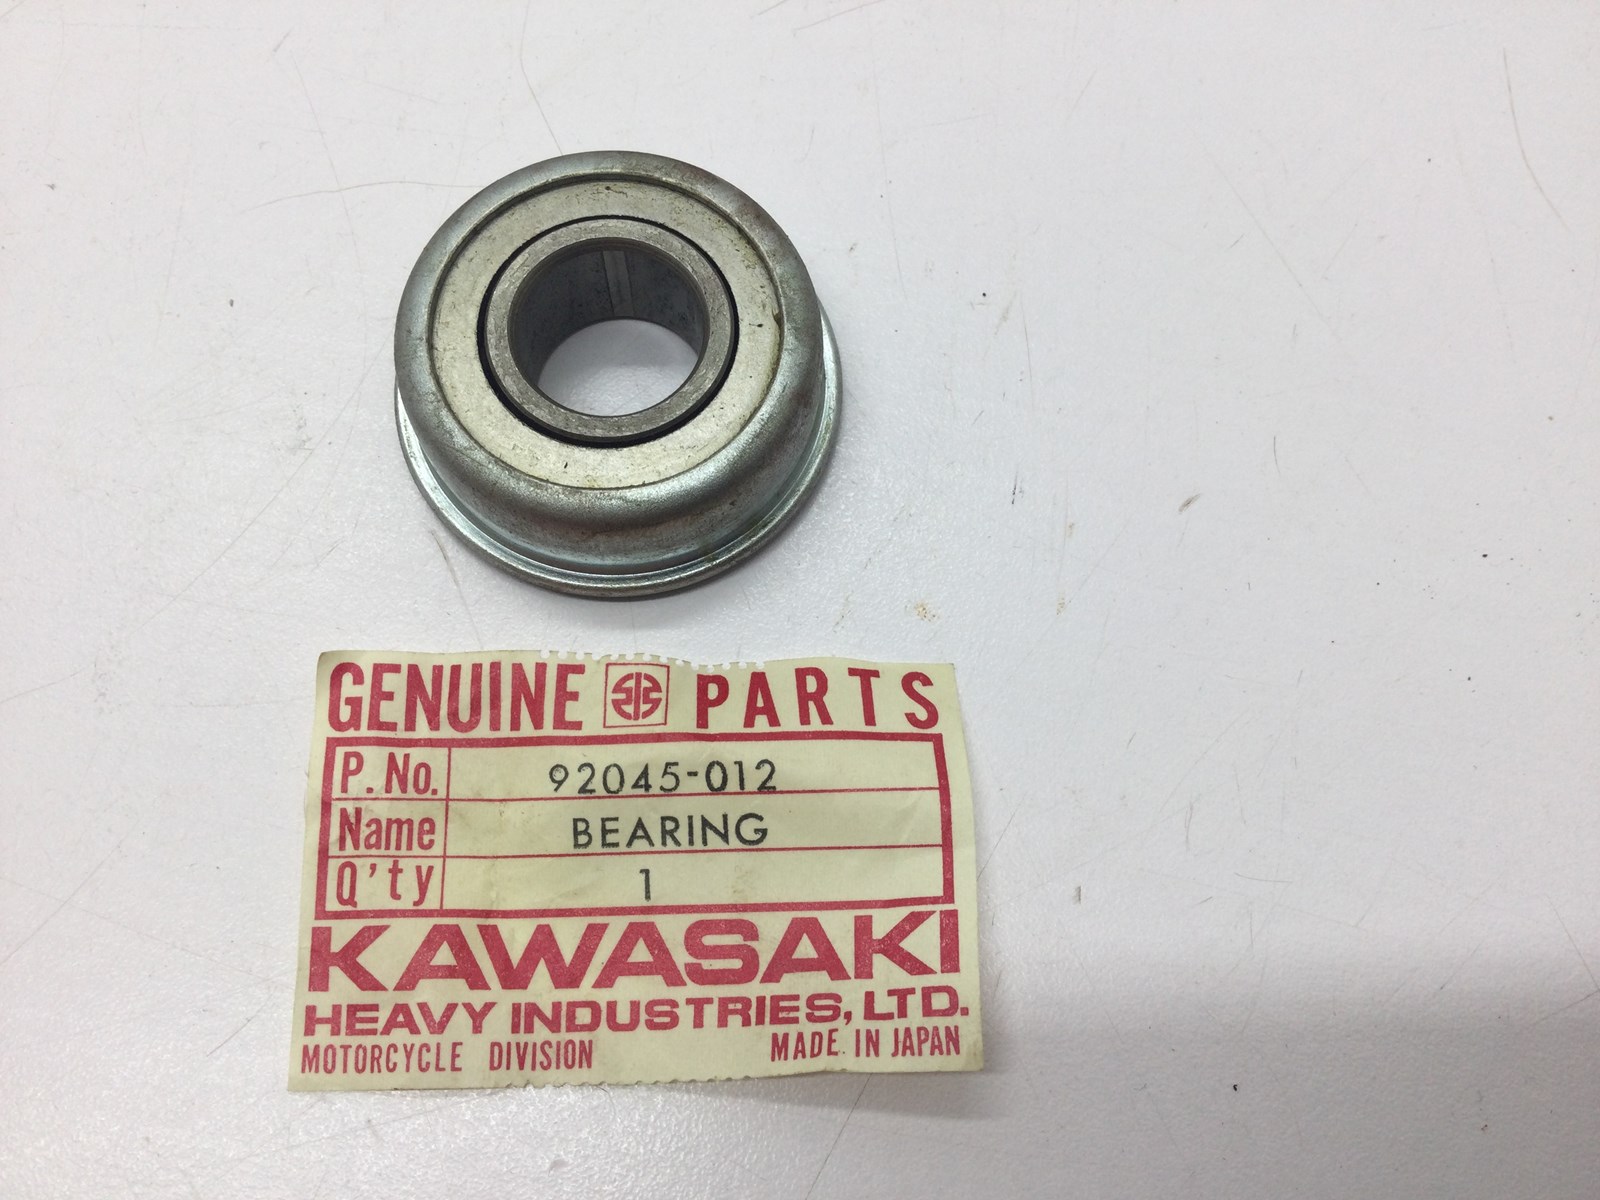 GENUINE PARTS
P. No. 92045-012
Name BEARING
Q'ty 1
KAWASAKI
HEAVY INDUSTRIES, LTD.
MOTORCYCLE DIVISION MADE IN JAPAN